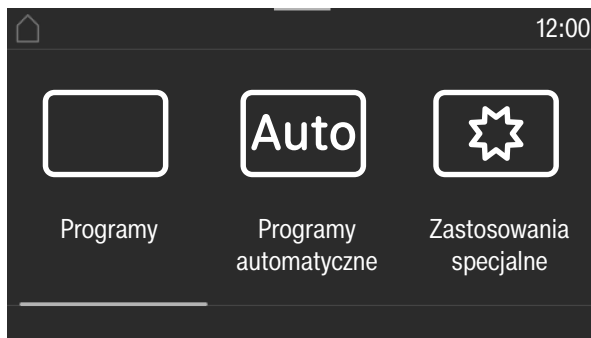 12:00
Auto
Programy
Programy
automatyczne
Zastosowania
specjalne